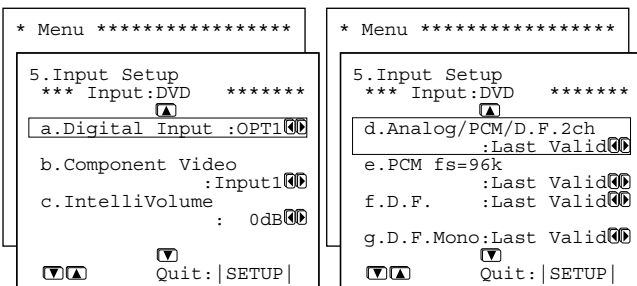 * Menu *****************
5.Input Setup
*** Input:DVD *******
a.Digital Input :OPT1
b.Component Video
:Input1
c.IntelliVolume
: 0dB
Quit:|SETUP|
* Menu *****************
5.Input Setup
*** Input:DVD *******
d.Analog/PCM/D.F.2ch
:Last Valid
e.PCM fs=96k
:Last Valid
f.D.F. :Last Valid
g.D.F.Mono:Last Valid
Quit:|SETUP|